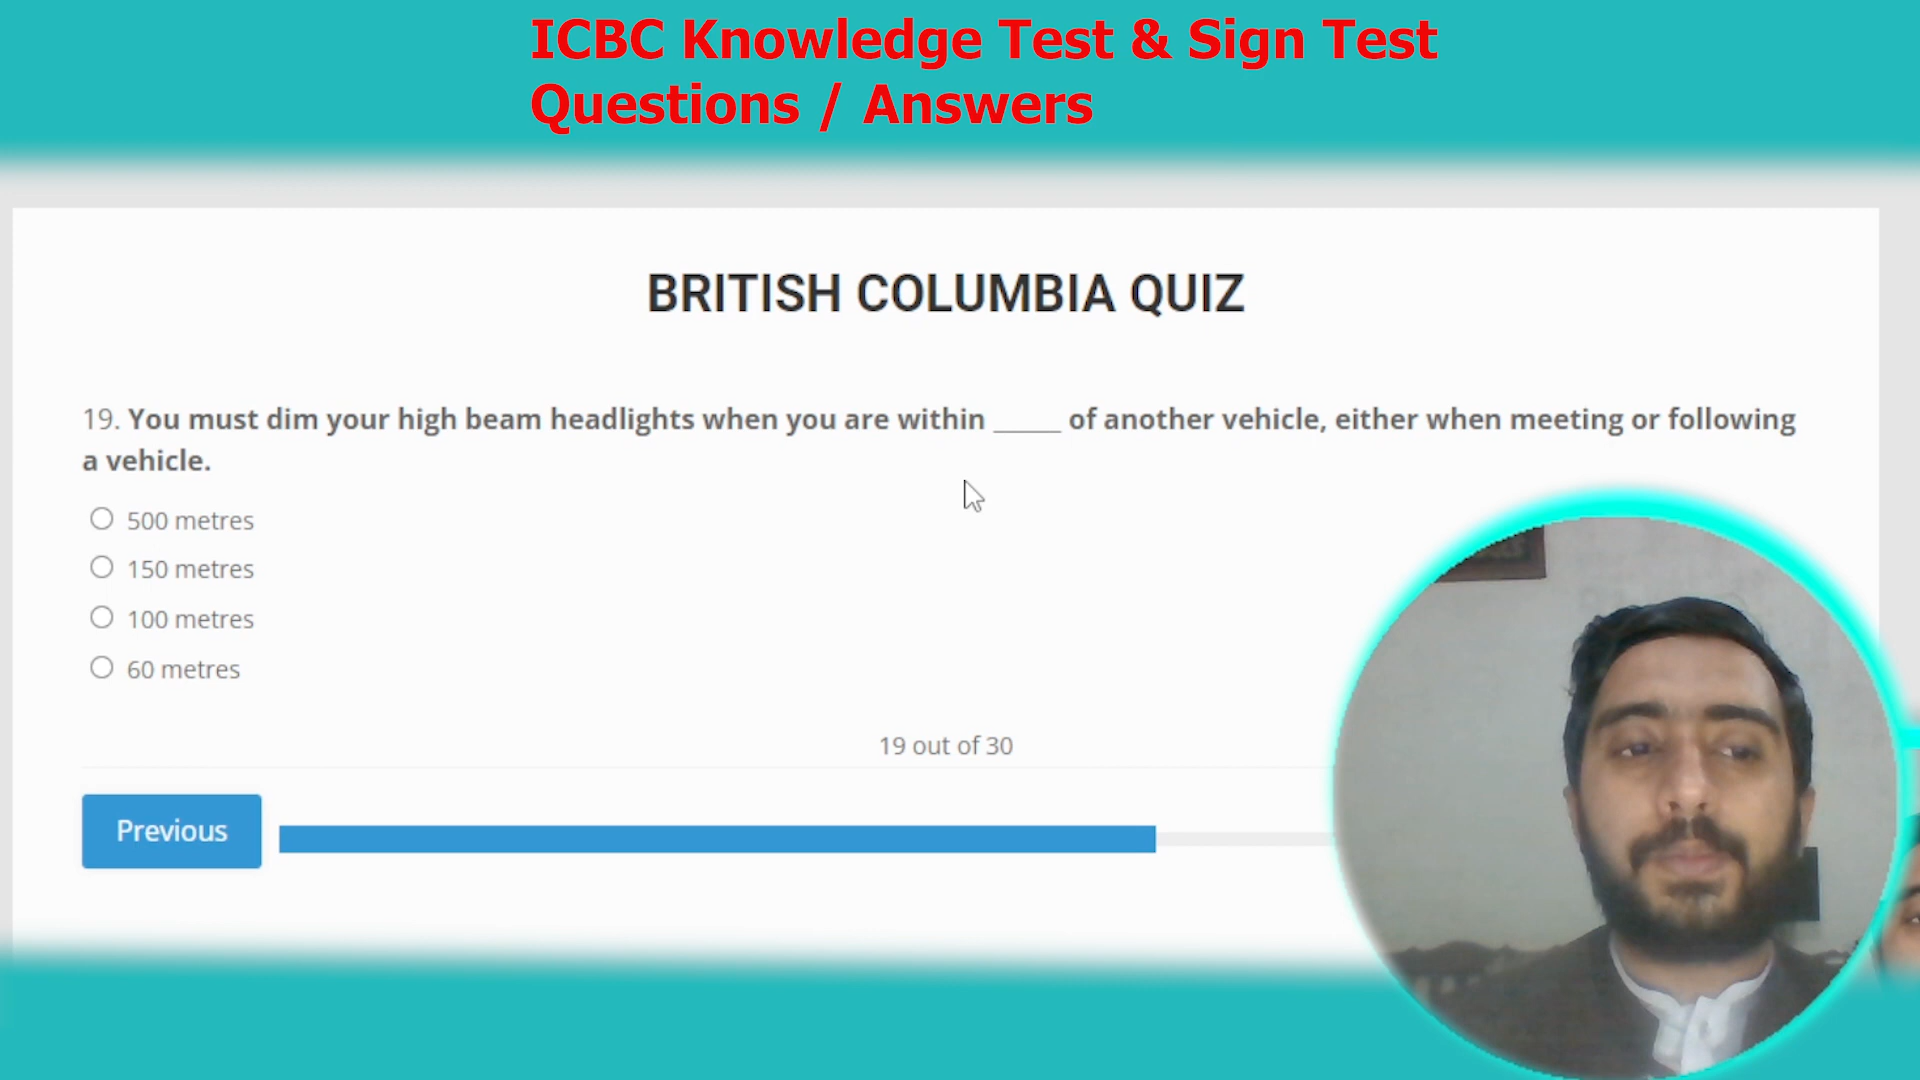 ICBC Knowledge Test & Sign Test
Questions / Answers
BRITISH COLUMBIA QUIZ
19. You must dim your high beam headlights when you are within _____ of another vehicle, either when meeting or following
a vehicle.
500 metres
150 metres
100 metres
60 metres
19 out of 30
Previous